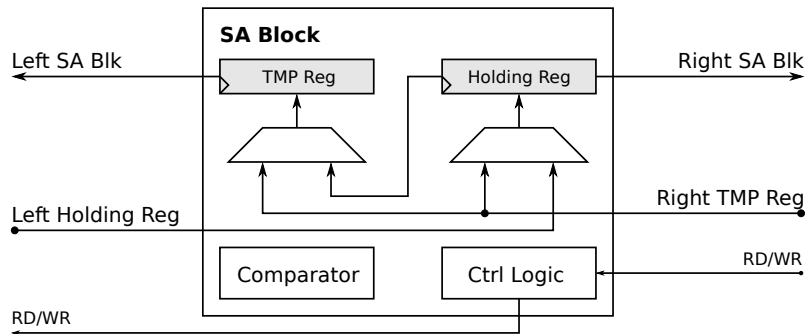 SA Block
Left SA Blk
TMP Reg
Holding Reg
Right SA Blk
Left Holding Reg
Right TMP Reg
Comparator
Ctrl Logic
RD/WR
RD/WR